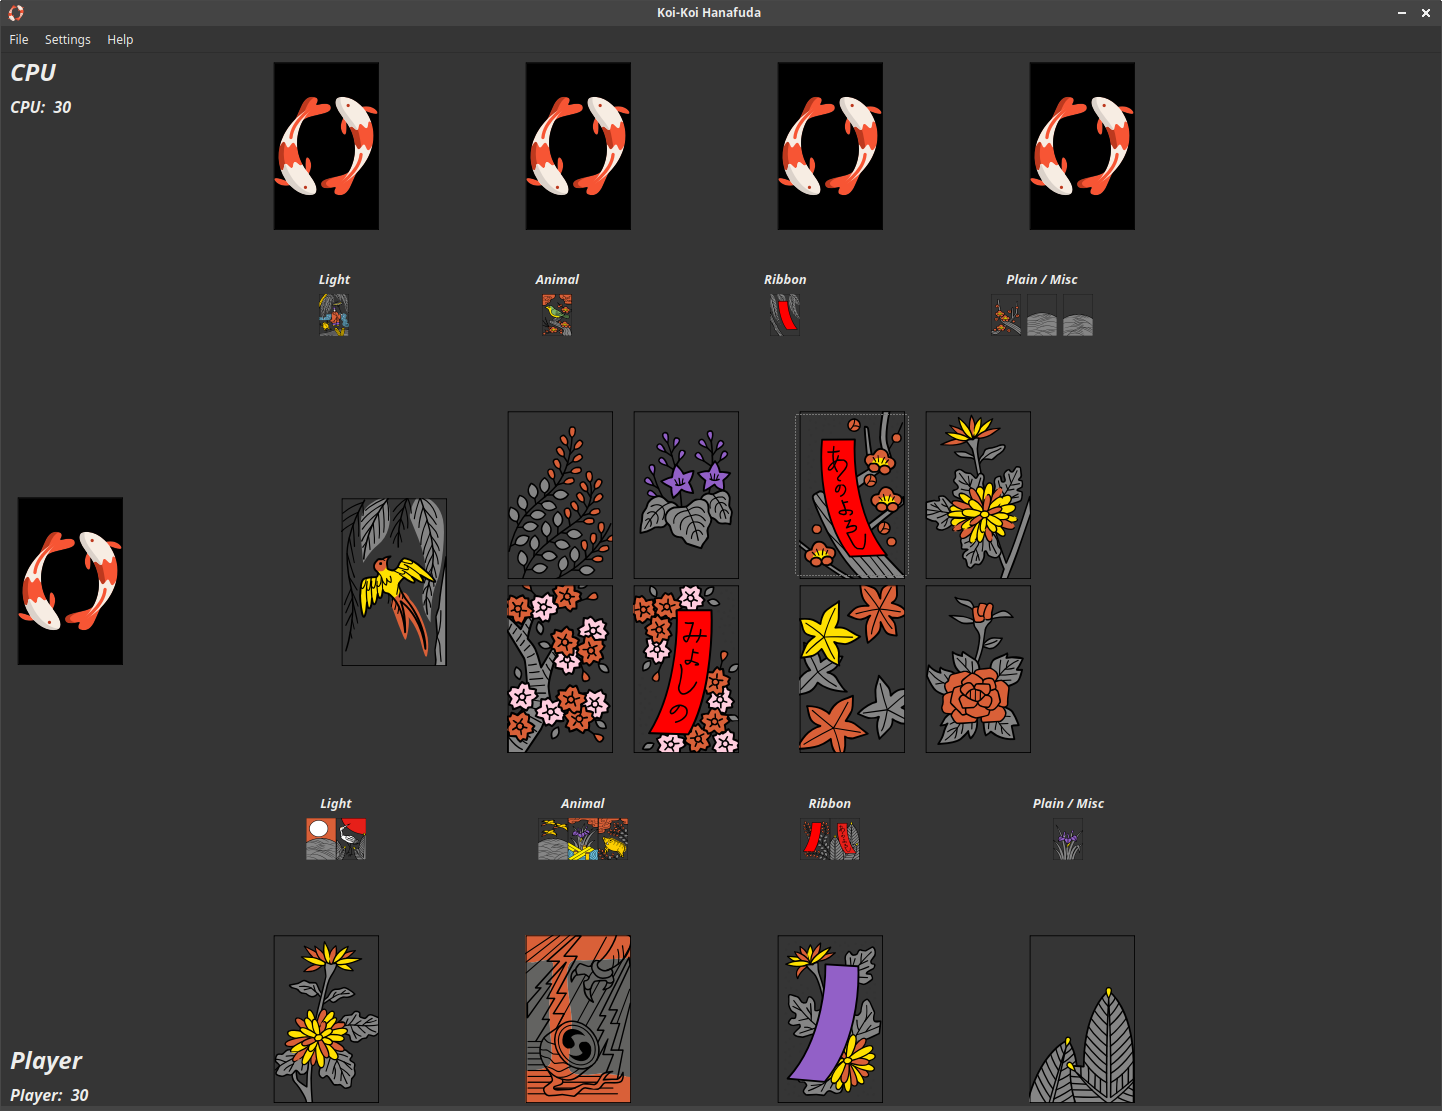 Koi-Koi Hanafuda
File Settings Help
CPU
CPU: 30
Light Animal Ribbon Plain / Misc
あのよろし
みよしの
Light Animal Ribbon Plain / Misc
Player
Player: 30